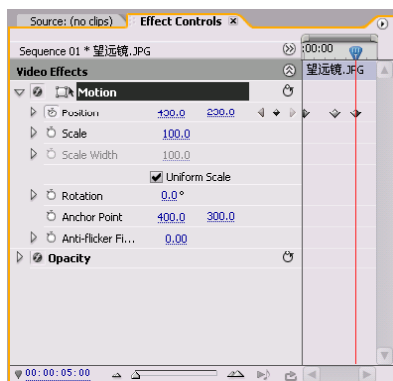 Source: (no clips) Effect Controls ×
Sequence 01 * 望远镜.JPG :00:00
Video Effects 望远镜.JPG
Motion
Position 400.0 200.0
Scale 100.0
Scale Width 100.0
Uniform Scale
Rotation 0.0°
Anchor Point 400.0 300.0
Anti-flicker Fi... 0.00
Opacity
00:00:05:00